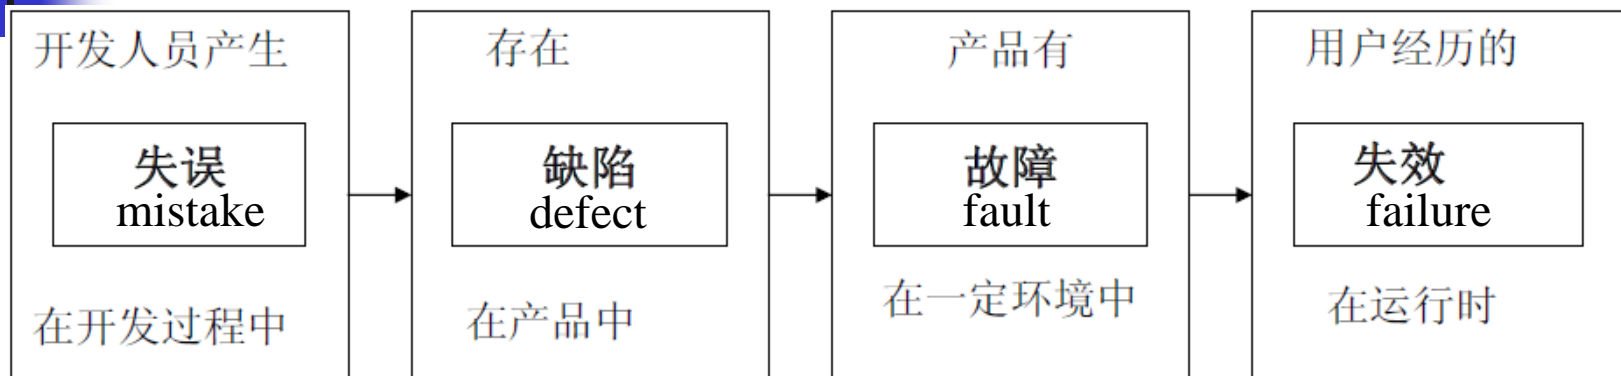 开发人员产生
失误
mistake
在开发过程中
存在
缺陷
defect
在产品中
产品有
故障
fault
在一定环境中
用户经历的
失效
failure
在运行时